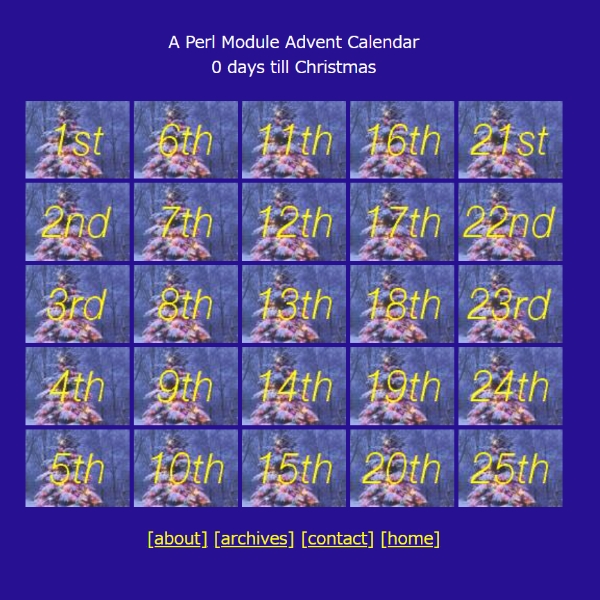 A Perl Module Advent Calendar
0 days till Christmas
1st 6th 11th 16th 21st
2nd 7th 12th 17th 22nd
3rd 8th 13th 18th 23rd
4th 9th 14th 19th 24th
5th 10th 15th 20th 25th
[about] [archives] [contact] [home]